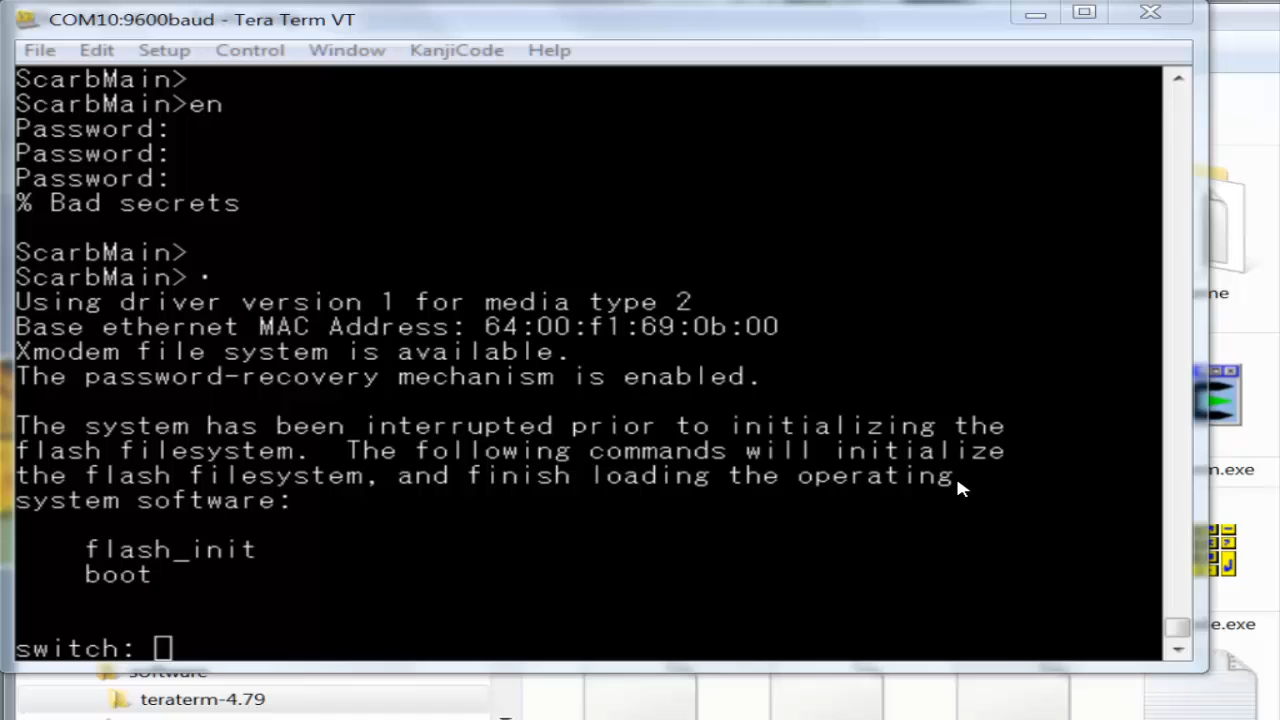 COM10:9600baud - Tera Term VT
File Edit Setup Control Window KanjiCode Help
ScarbMain>
ScarbMain>en
Password:
Password:
Password:
% Bad secrets
ScarbMain>
ScarbMain> ·
Using driver version 1 for media type 2
Base ethernet MAC Address: 64:00:f1:69:0b:00
Xmodem file system is available.
The password-recovery mechanism is enabled.
The system has been interrupted prior to initializing the
flash filesystem.  The following commands will initialize
the flash filesystem, and finish loading the operating
system software:
flash_init
boot
switch:
me
m.exe
e.exe
software
teraterm-4.79